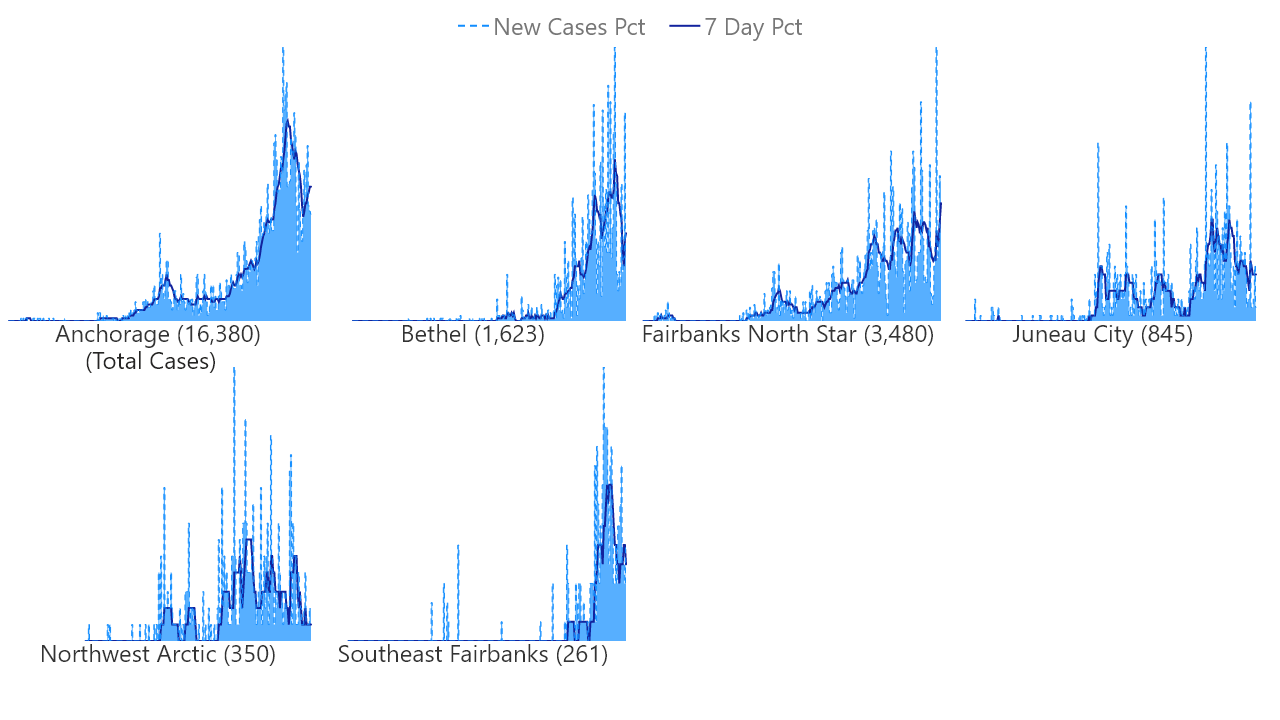 New Cases Pct 7 Day Pct
Anchorage (16,380) Bethel (1,623) Fairbanks North Star (3,480) Juneau City (845)
(Total Cases)
Northwest Arctic (350) Southeast Fairbanks (261)